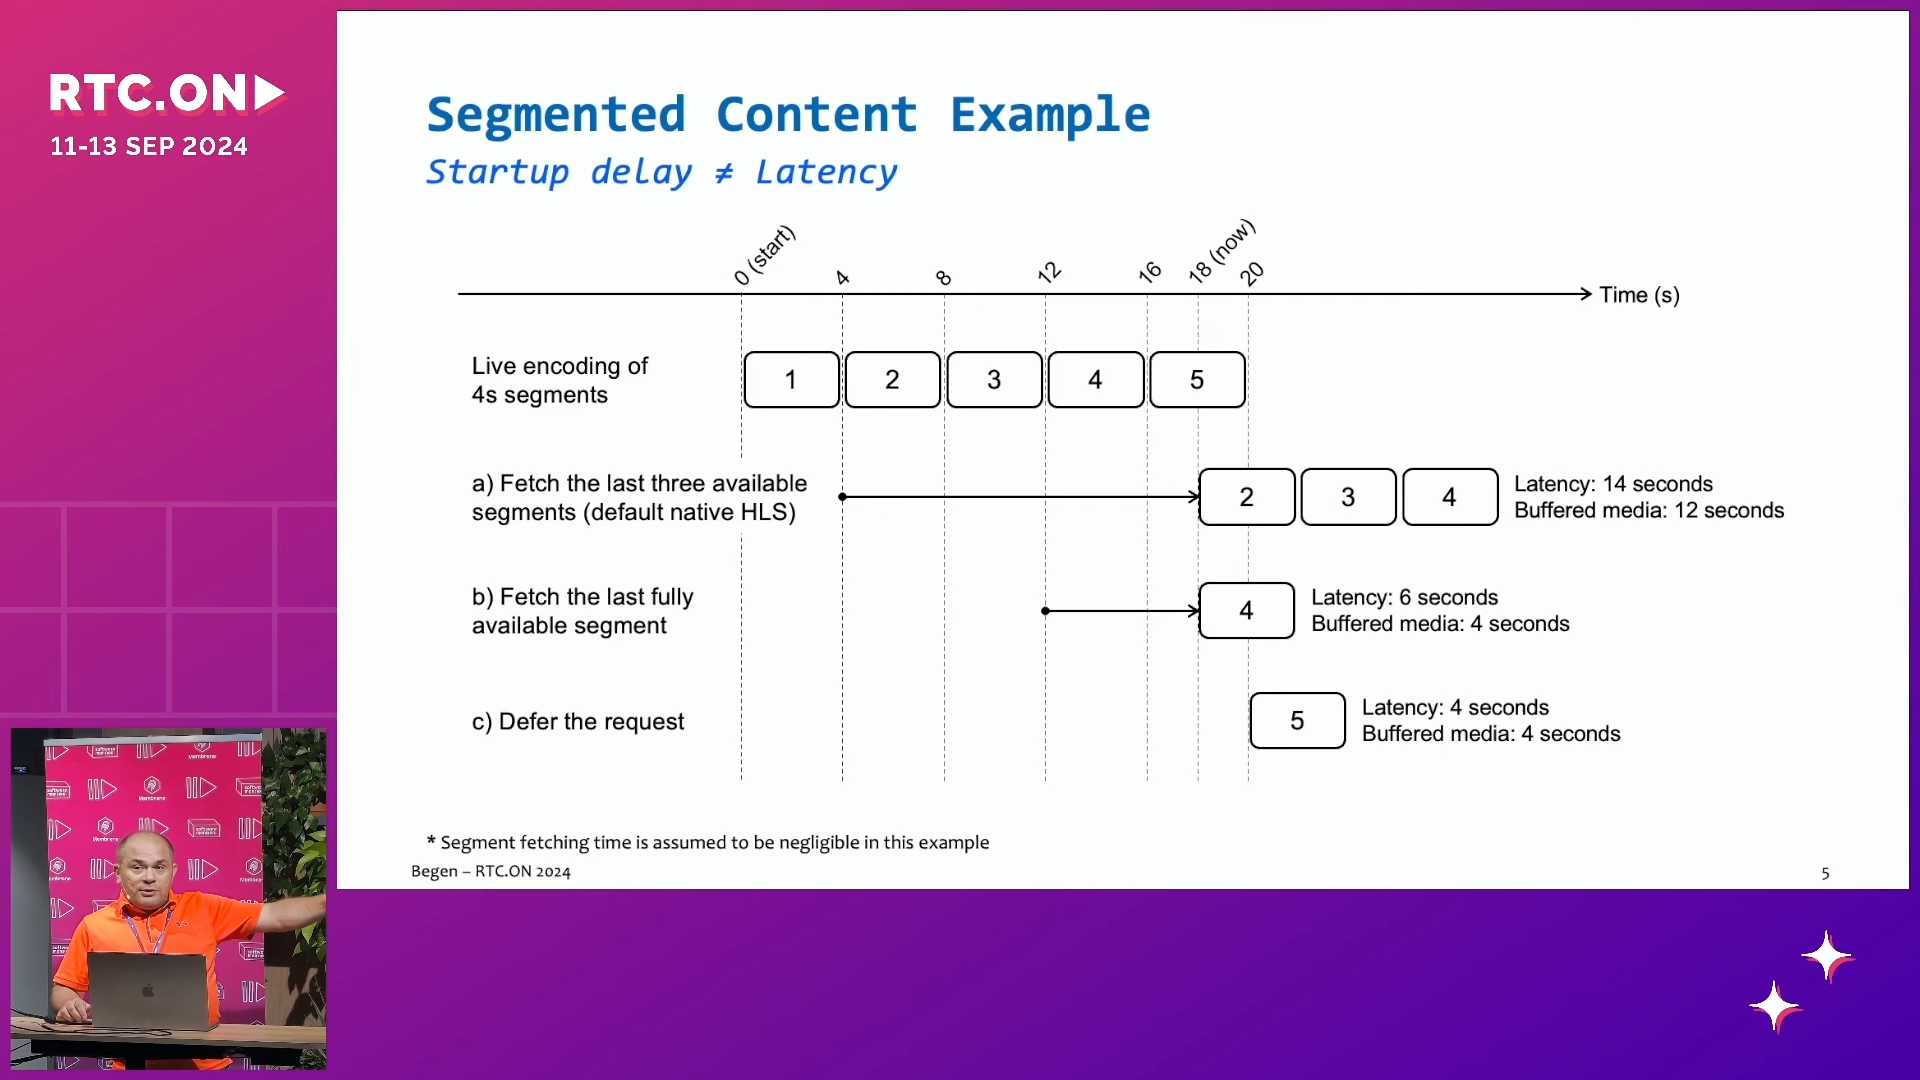 RTC.ON
11-13 SEP 2024
Segmented Content Example
Startup delay ≠ Latency
0 (start)
4
8
12
16
18 (now)
20
Time (s)
Live encoding of
4s segments
1
2
3
4
5
a) Fetch the last three available
segments (default native HLS)
2
3
4
Latency: 14 seconds
Buffered media: 12 seconds
b) Fetch the last fully
available segment
4
Latency: 6 seconds
Buffered media: 4 seconds
c) Defer the request
5
Latency: 4 seconds
Buffered media: 4 seconds
* Segment fetching time is assumed to be negligible in this example
Begen – RTC.ON 2024
5
Membrane
Membrane
Membrane